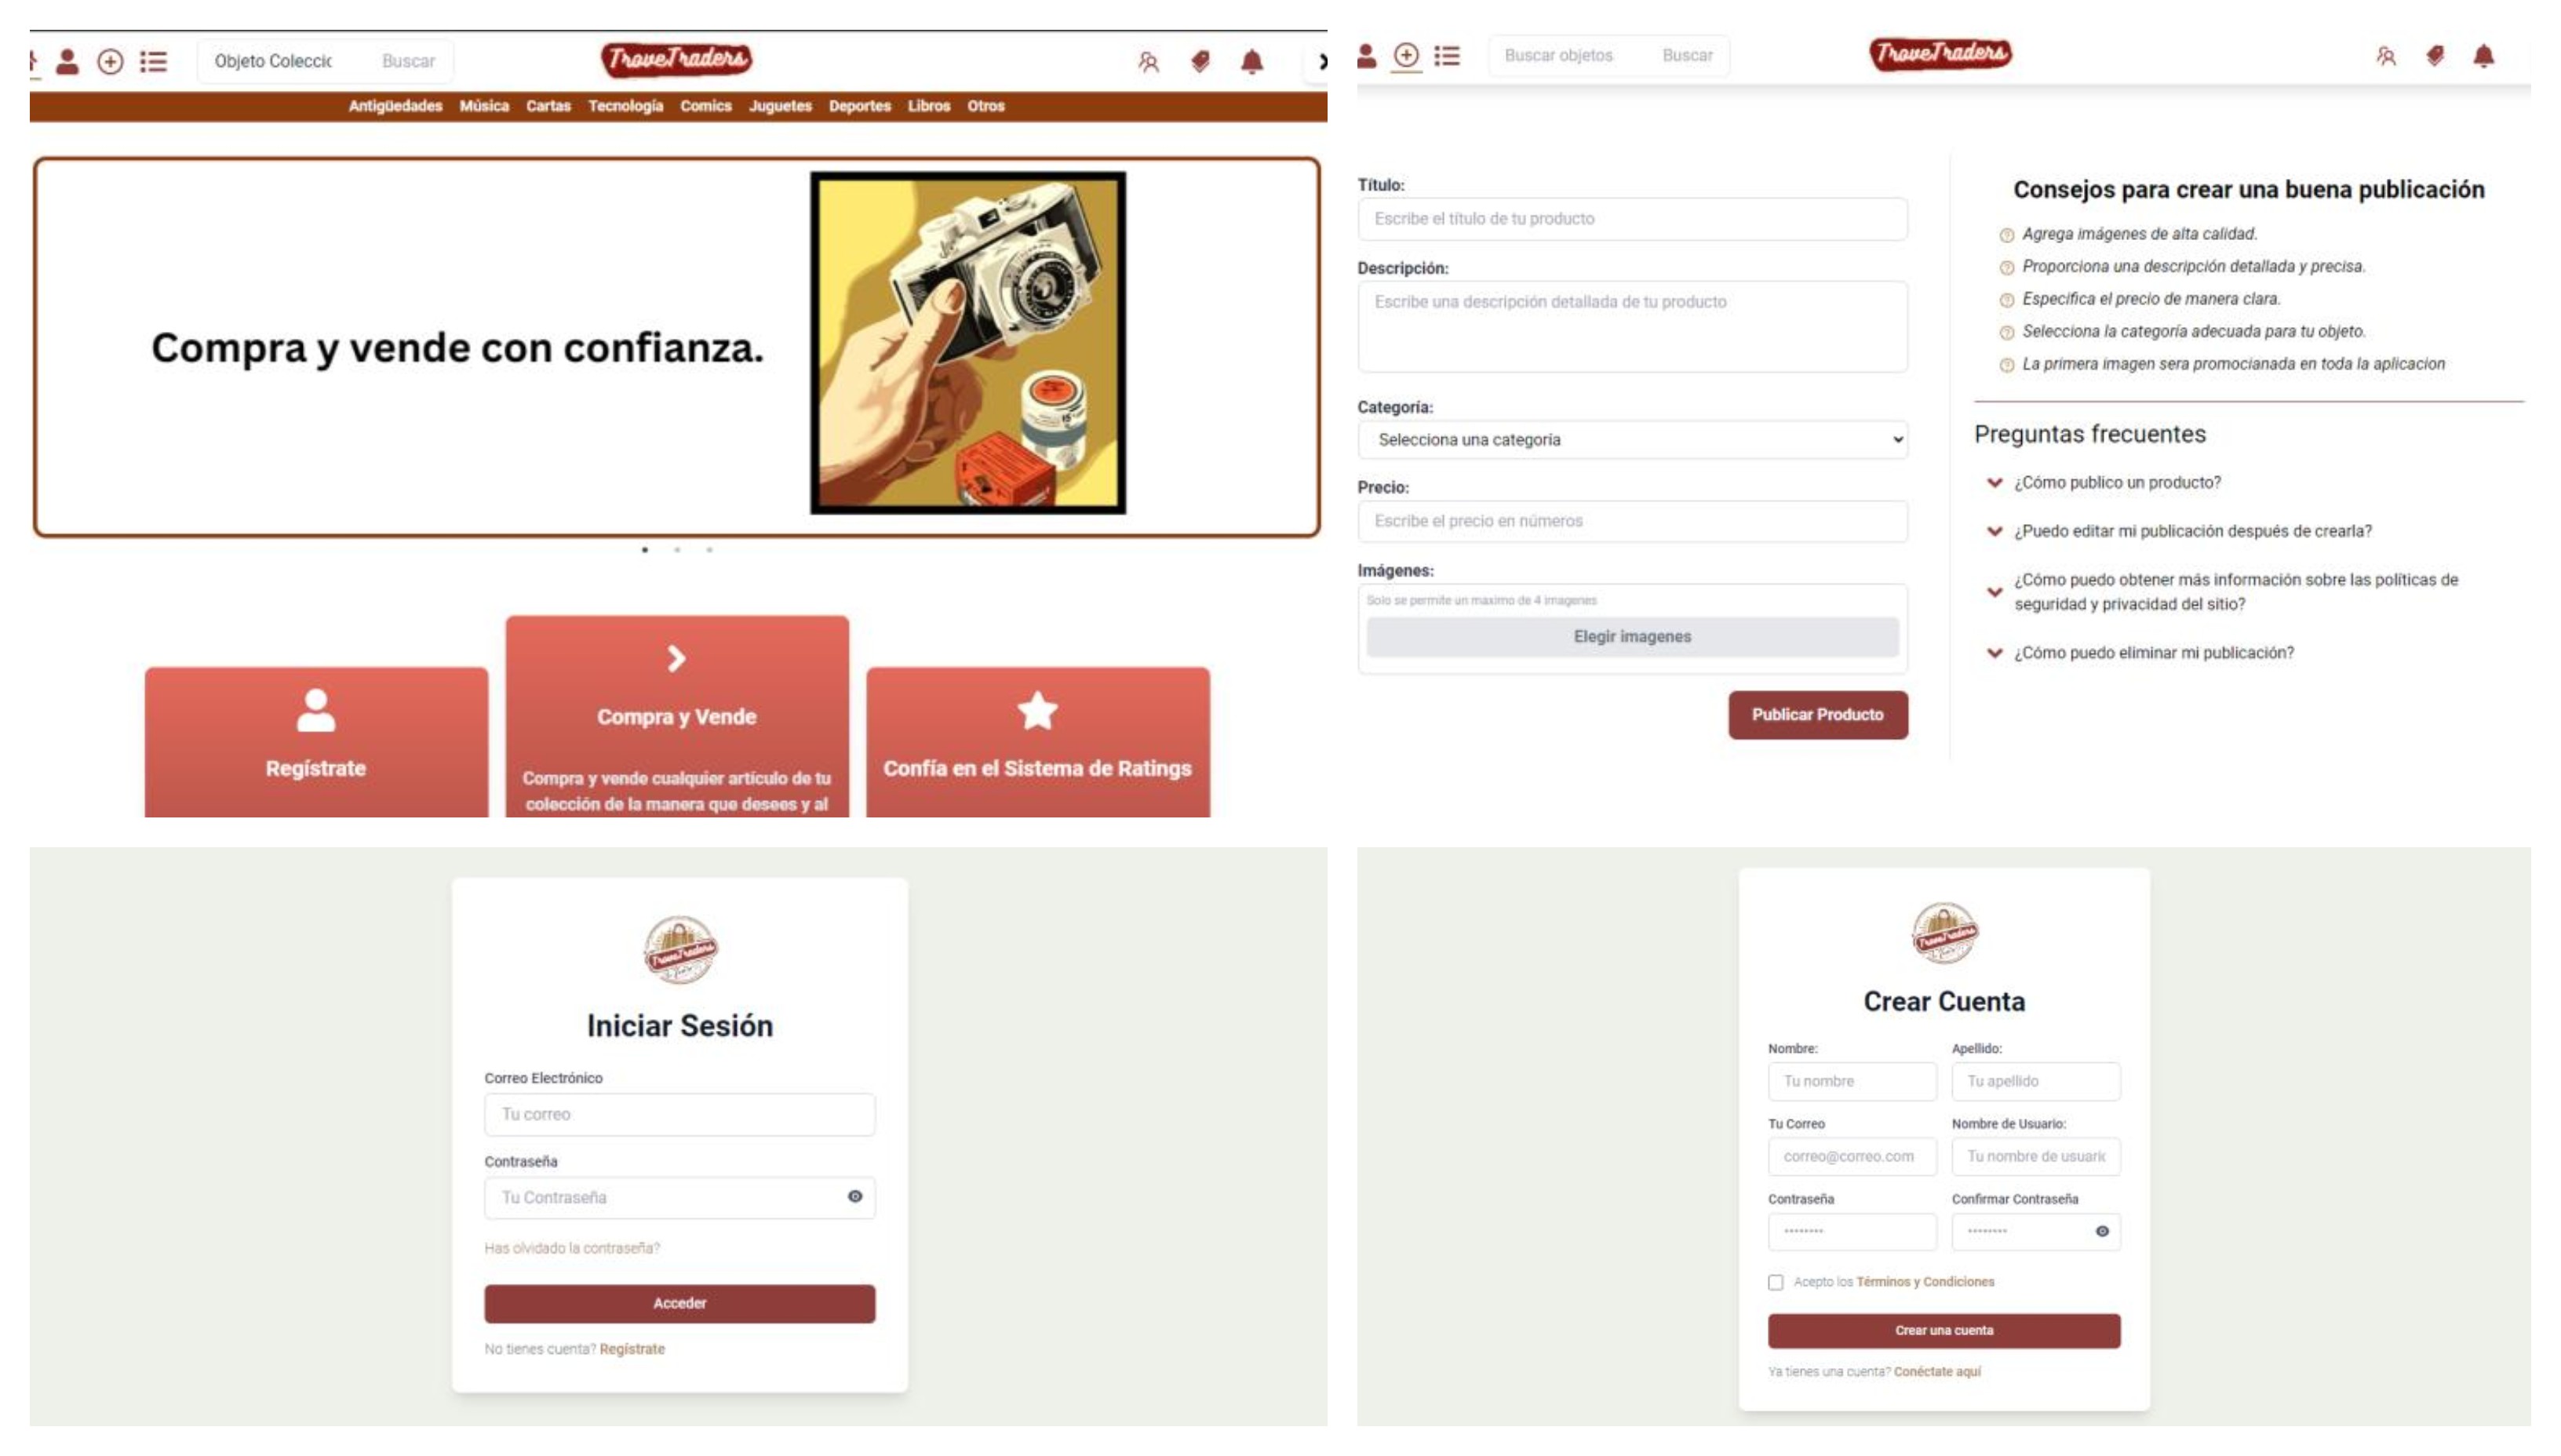 Objeto Coleccic Buscar
TroveTraders
Antigüedades Música Cartas Tecnología Comics Juguetes Deportes Libros Otros
Compra y vende con confianza.
Regístrate
Compra y Vende
Compra y vende cualquier artículo de tu
colección de la manera que desees y al
Confía en el Sistema de Ratings
Buscar objetos Buscar
TroveTraders
Título:
Escribe el título de tu producto
Descripción:
Escribe una descripción detallada de tu producto
Categoría:
Selecciona una categoria
Precio:
Escribe el precio en números
Imágenes:
Solo se permite un maximo de 4 imagenes
Elegir imagenes
Publicar Producto
Consejos para crear una buena publicación
Agrega imágenes de alta calidad.
Proporciona una descripción detallada y precisa.
Especifica el precio de manera clara.
Selecciona la categoría adecuada para tu objeto.
La primera imagen sera promocianada en toda la aplicacion
Preguntas frecuentes
¿Cómo publico un producto?
¿Puedo editar mi publicación después de crearla?
¿Cómo puedo obtener más información sobre las políticas de
seguridad y privacidad del sitio?
¿Cómo puedo eliminar mi publicación?
TroveTraders
Iniciar Sesión
Correo Electrónico
Tu correo
Contraseña
Tu Contraseña
Has olvidado la contraseña?
Acceder
No tienes cuenta? Regístrate
TroveTraders
Crear Cuenta
Nombre: Apellido:
Tu nombre Tu apellido
Tu Correo Nombre de Usuario:
correo@correo.com Tu nombre de usuaric
Contraseña Confirmar Contraseña
Acepto los Términos y Condiciones
Crear una cuenta
Ya tienes una cuenta? Conéctate aquí